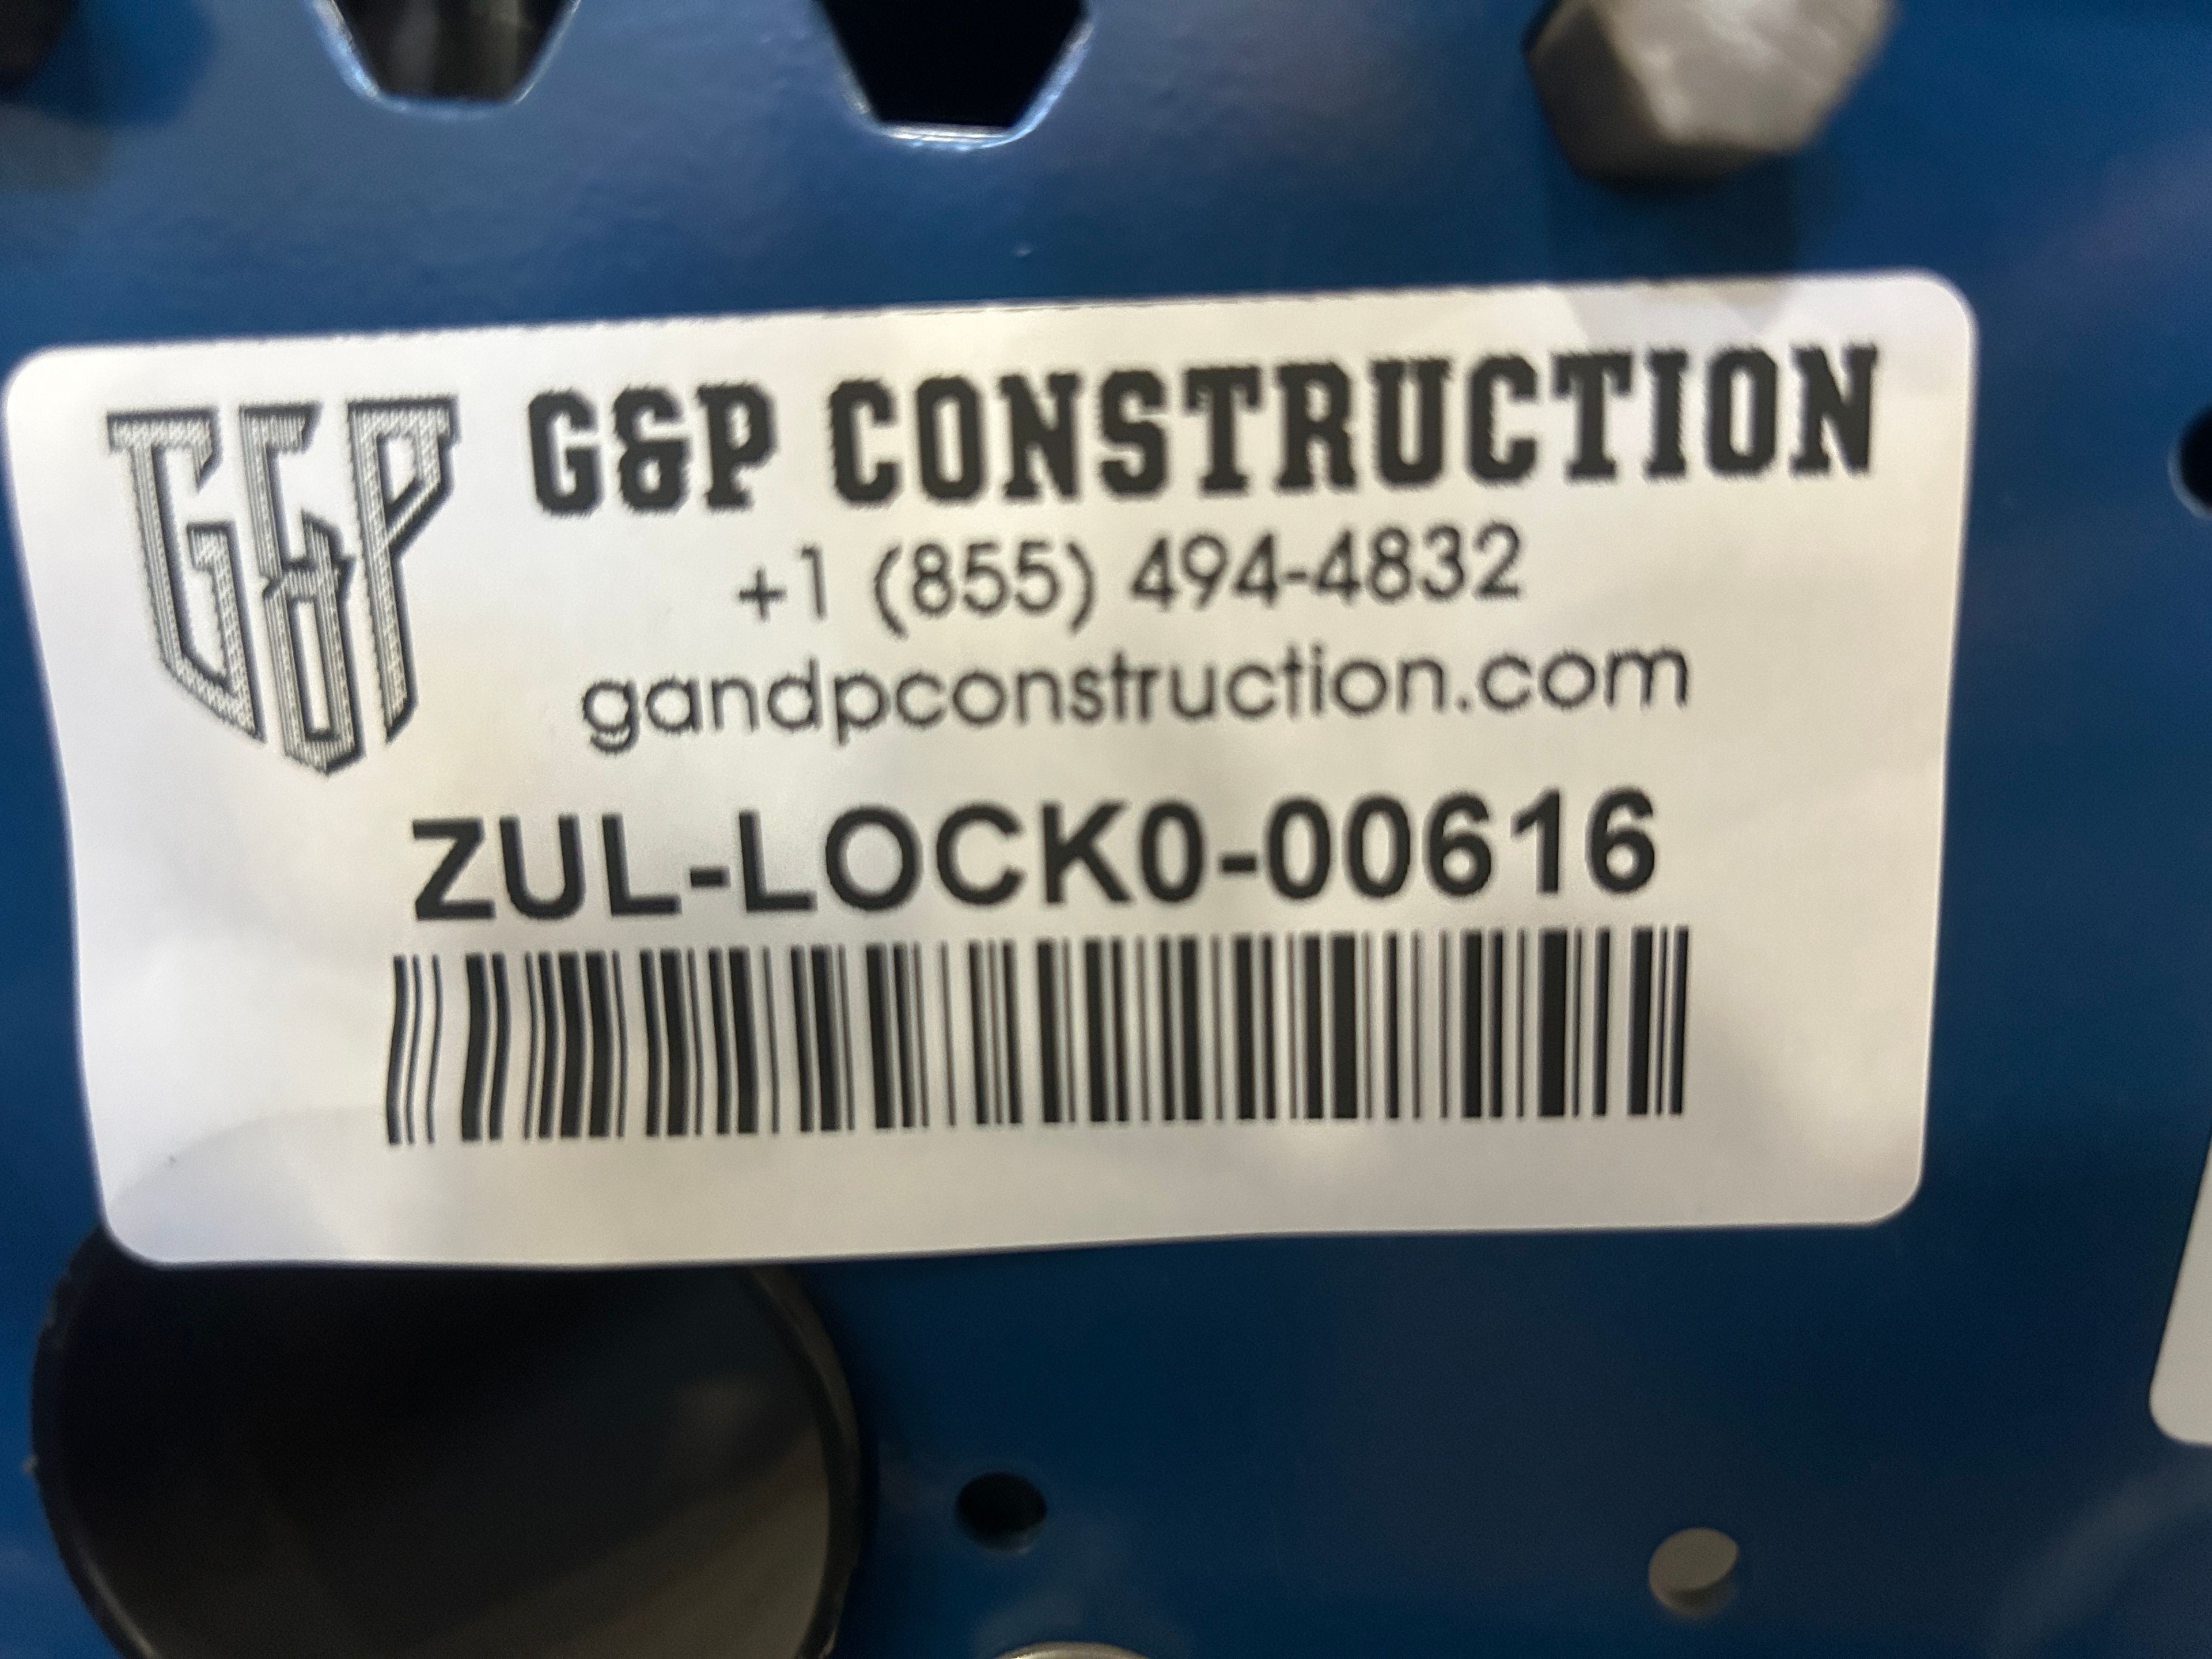 G&P
G&P CONSTRUCTION
+1 (855) 494-4832
gandpconstruction.com
ZUL-LOCK0-00616